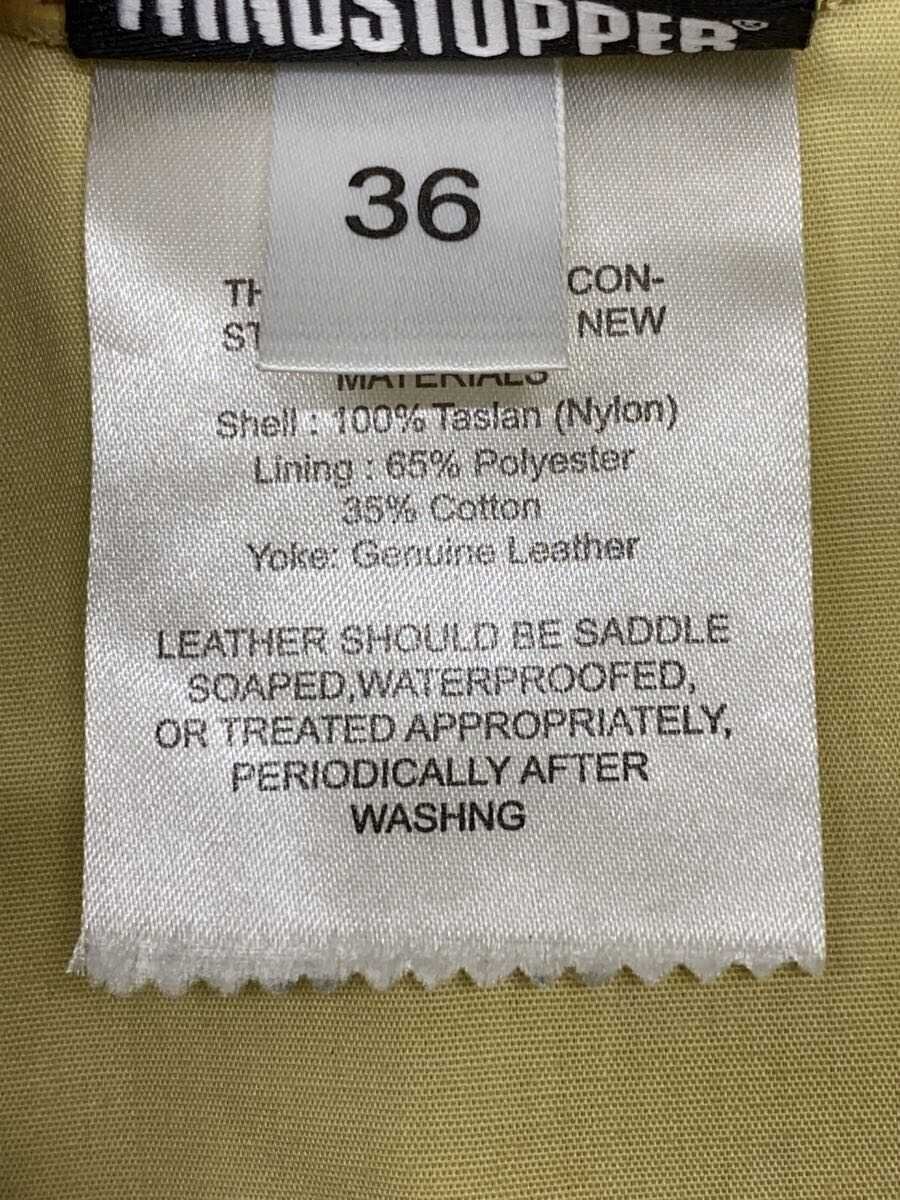 WINDSTOPPER®
36
CON-
NEW
MATERIALS
Shell : 100% Taslan (Nylon)
Lining : 65% Polyester
35% Cotton
Yoke: Genuine Leather
LEATHER SHOULD BE SADDLE
SOAPED,WATERPROOFED,
OR TREATED APPROPRIATELY,
PERIODICALLY AFTER
WASHNG